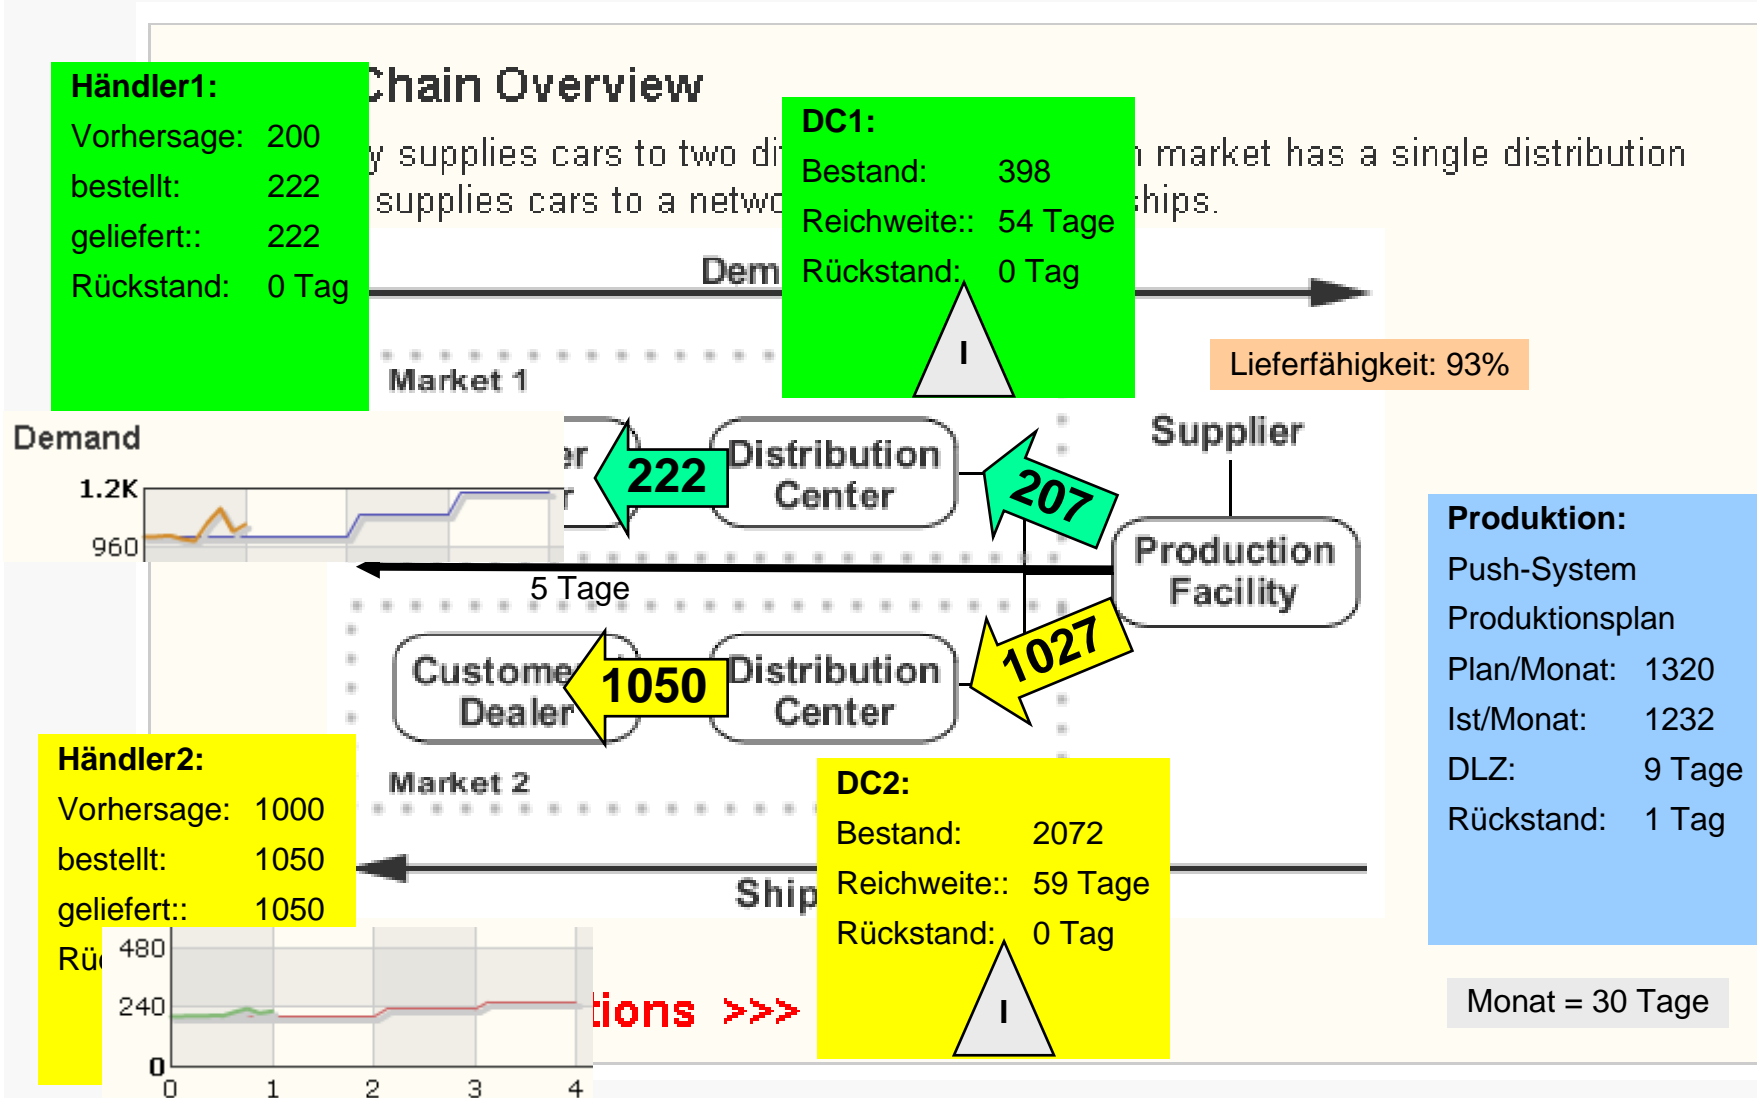 Händler1:
Vorhersage: 200
bestellt: 222
geliefert:: 222
Rückstand: 0 Tag
Chain Overview
y supplies cars to two di
market has a single distribution
supplies cars to a netwo
hips.
DC1:
Bestand: 398
Reichweite:: 54 Tage
Rückstand: 0 Tag
I
Dem
Lieferfähigkeit: 93%
Market 1
Demand
1.2K
960
er
r
222
Distribution
Center
207
Supplier
Production
Facility
5 Tage
Customer
Dealer
1050
Distribution
Center
1027
Market 2
Produktion:
Push-System
Produktionsplan
Plan/Monat: 1320
Ist/Monat: 1232
DLZ: 9 Tage
Rückstand: 1 Tag
Händler2:
Vorhersage: 1000
bestellt: 1050
geliefert:: 1050
Rü
Ship
DC2:
Bestand: 2072
Reichweite:: 59 Tage
Rückstand: 0 Tag
I
480
240
0
0 1 2 3 4
tions >>>
Monat = 30 Tage